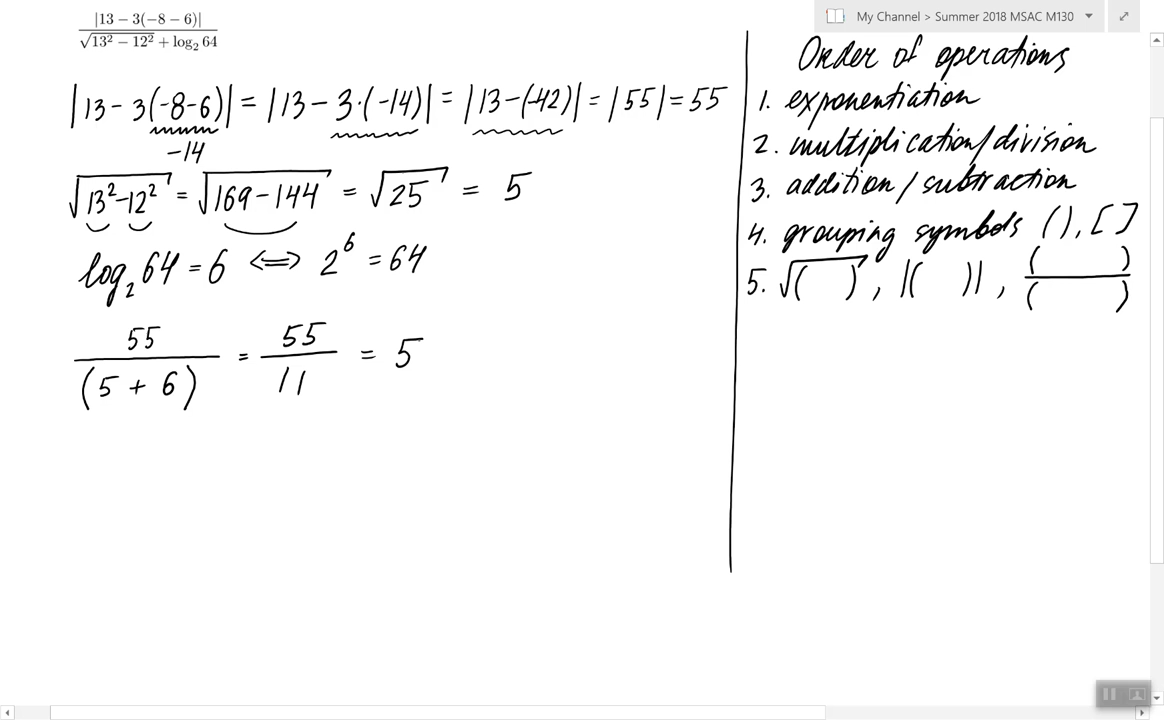 |13 − 3(−8 − 6)| / (√(13² − 12²) + log₂ 64)
My Channel > Summer 2018 MSAC M130
|13 - 3(-8-6)| = |13 - 3·(-14)| = |13-(-42)| = |55| = 55
-14
√(13²-12²) = √(169-144) = √25 = 5
log₂ 64 = 6 <=> 2⁶ = 64
55 / (5 + 6) = 55 / 11 = 5
Order of operations
1. exponentiation
2. multiplication/division
3. addition/subtraction
4. grouping symbols ( ), [ ]
5. √( ), |( )|, ( ) / ( )